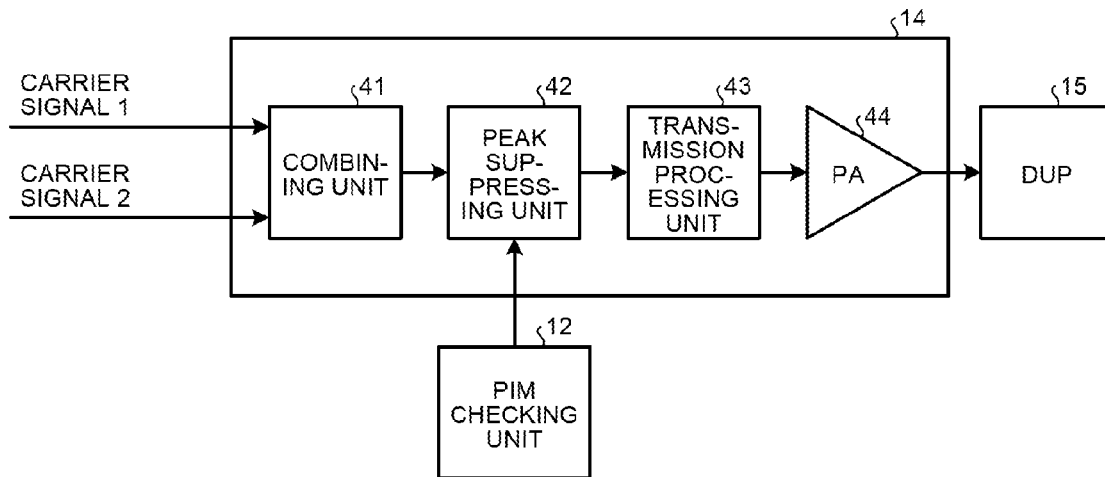 14
CARRIER
SIGNAL 1
CARRIER
SIGNAL 2
41
COMBIN-
ING UNIT
42
PEAK
SUP-
PRESS-
ING UNIT
43
TRANS-
MISSION
PROC-
ESSING
UNIT
44
PA
15
DUP
12
PIM
CHECKING
UNIT